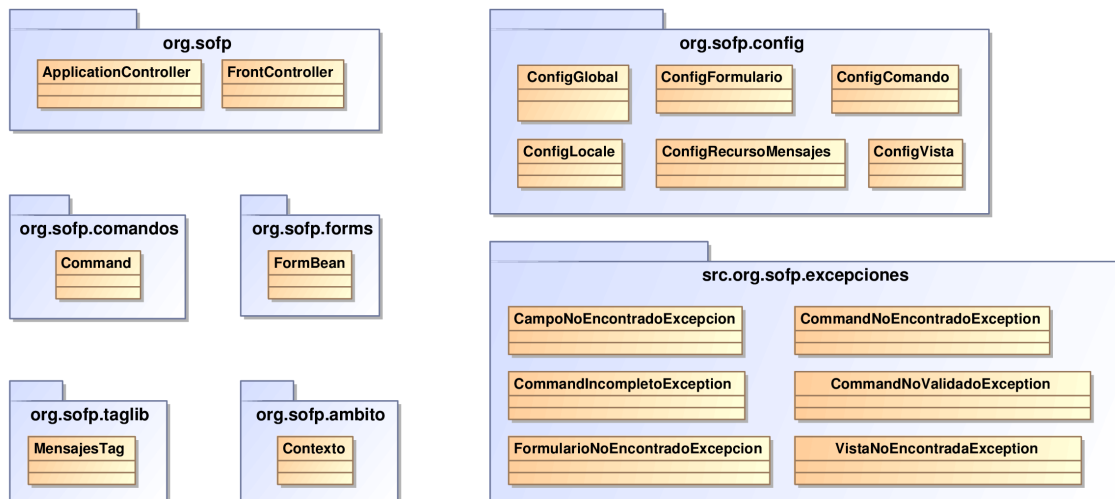 org.sofp
ApplicationController
FrontController
org.sofp.config
ConfigGlobal
ConfigFormulario
ConfigComando
ConfigLocale
ConfigRecursoMensajes
ConfigVista
org.sofp.comandos
Command
org.sofp.forms
FormBean
src.org.sofp.excepciones
CampoNoEncontradoExcepcion
CommandNoEncontradoException
CommandIncompletoException
CommandNoValidadoException
FormularioNoEncontradoExcepcion
VistaNoEncontradaException
org.sofp.taglib
MensajesTag
org.sofp.ambito
Contexto